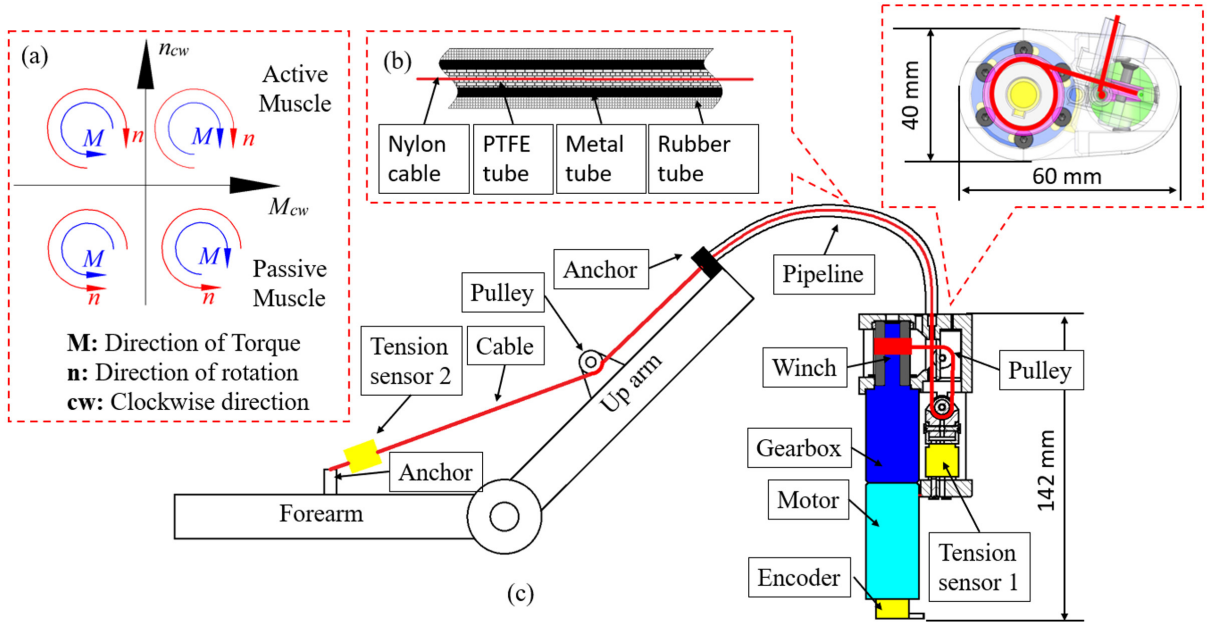 (a)
n_cw
Active
Muscle
M
n
M
n
M_cw
M
n
M
n
Passive
Muscle
M: Direction of Torque
n: Direction of rotation
cw: Clockwise direction
(b)
Nylon
cable
PTFE
tube
Metal
tube
Rubber
tube
40 mm
60 mm
Anchor
Pipeline
Pulley
Tension
sensor 2
Cable
Up arm
Winch
Pulley
Gearbox
Anchor
Motor
142 mm
Forearm
Encoder
Tension
sensor 1
(c)